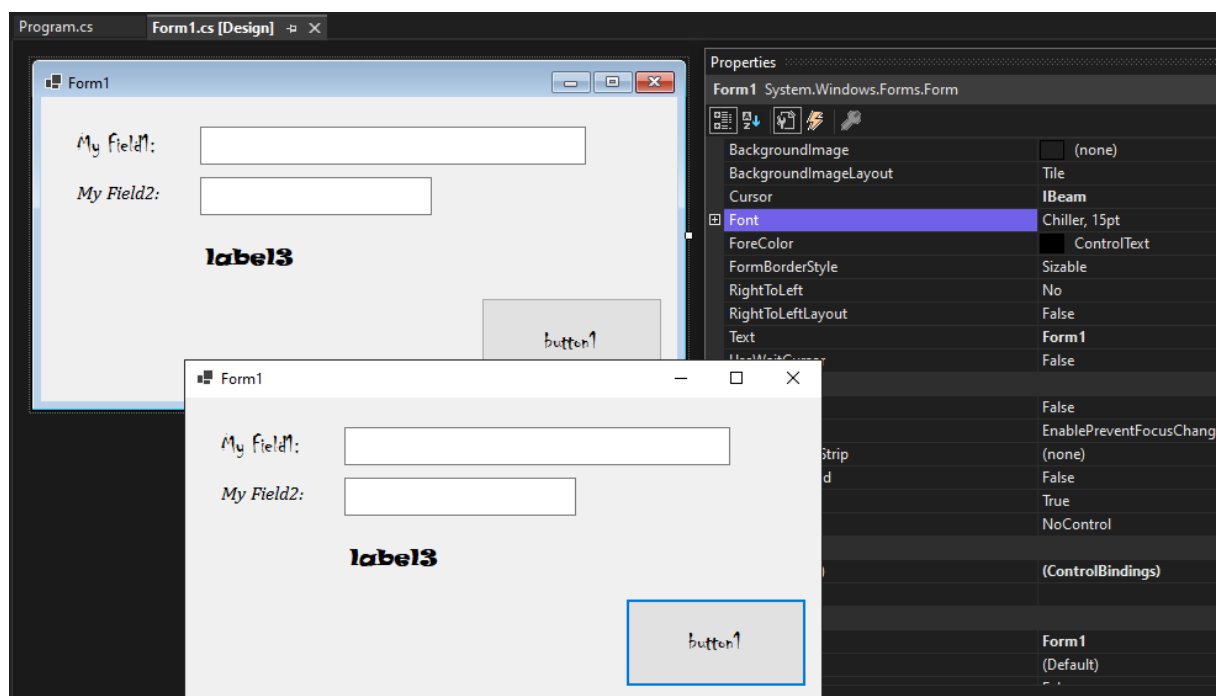 Program.cs
Form1.cs [Design]
Form1
My Field1:
My Field2:
label3
button1
Form1
My Field1:
My Field2:
label3
button1
Properties
Form1 System.Windows.Forms.Form
BackgroundImage (none)
BackgroundImageLayout Tile
Cursor IBeam
Font Chiller, 15pt
ForeColor ControlText
FormBorderStyle Sizable
RightToLeft No
RightToLeftLayout False
Text Form1
UseWaitCursor False
False
EnablePreventFocusChang
Strip (none)
d False
True
NoControl
) (ControlBindings)
Form1
(Default)